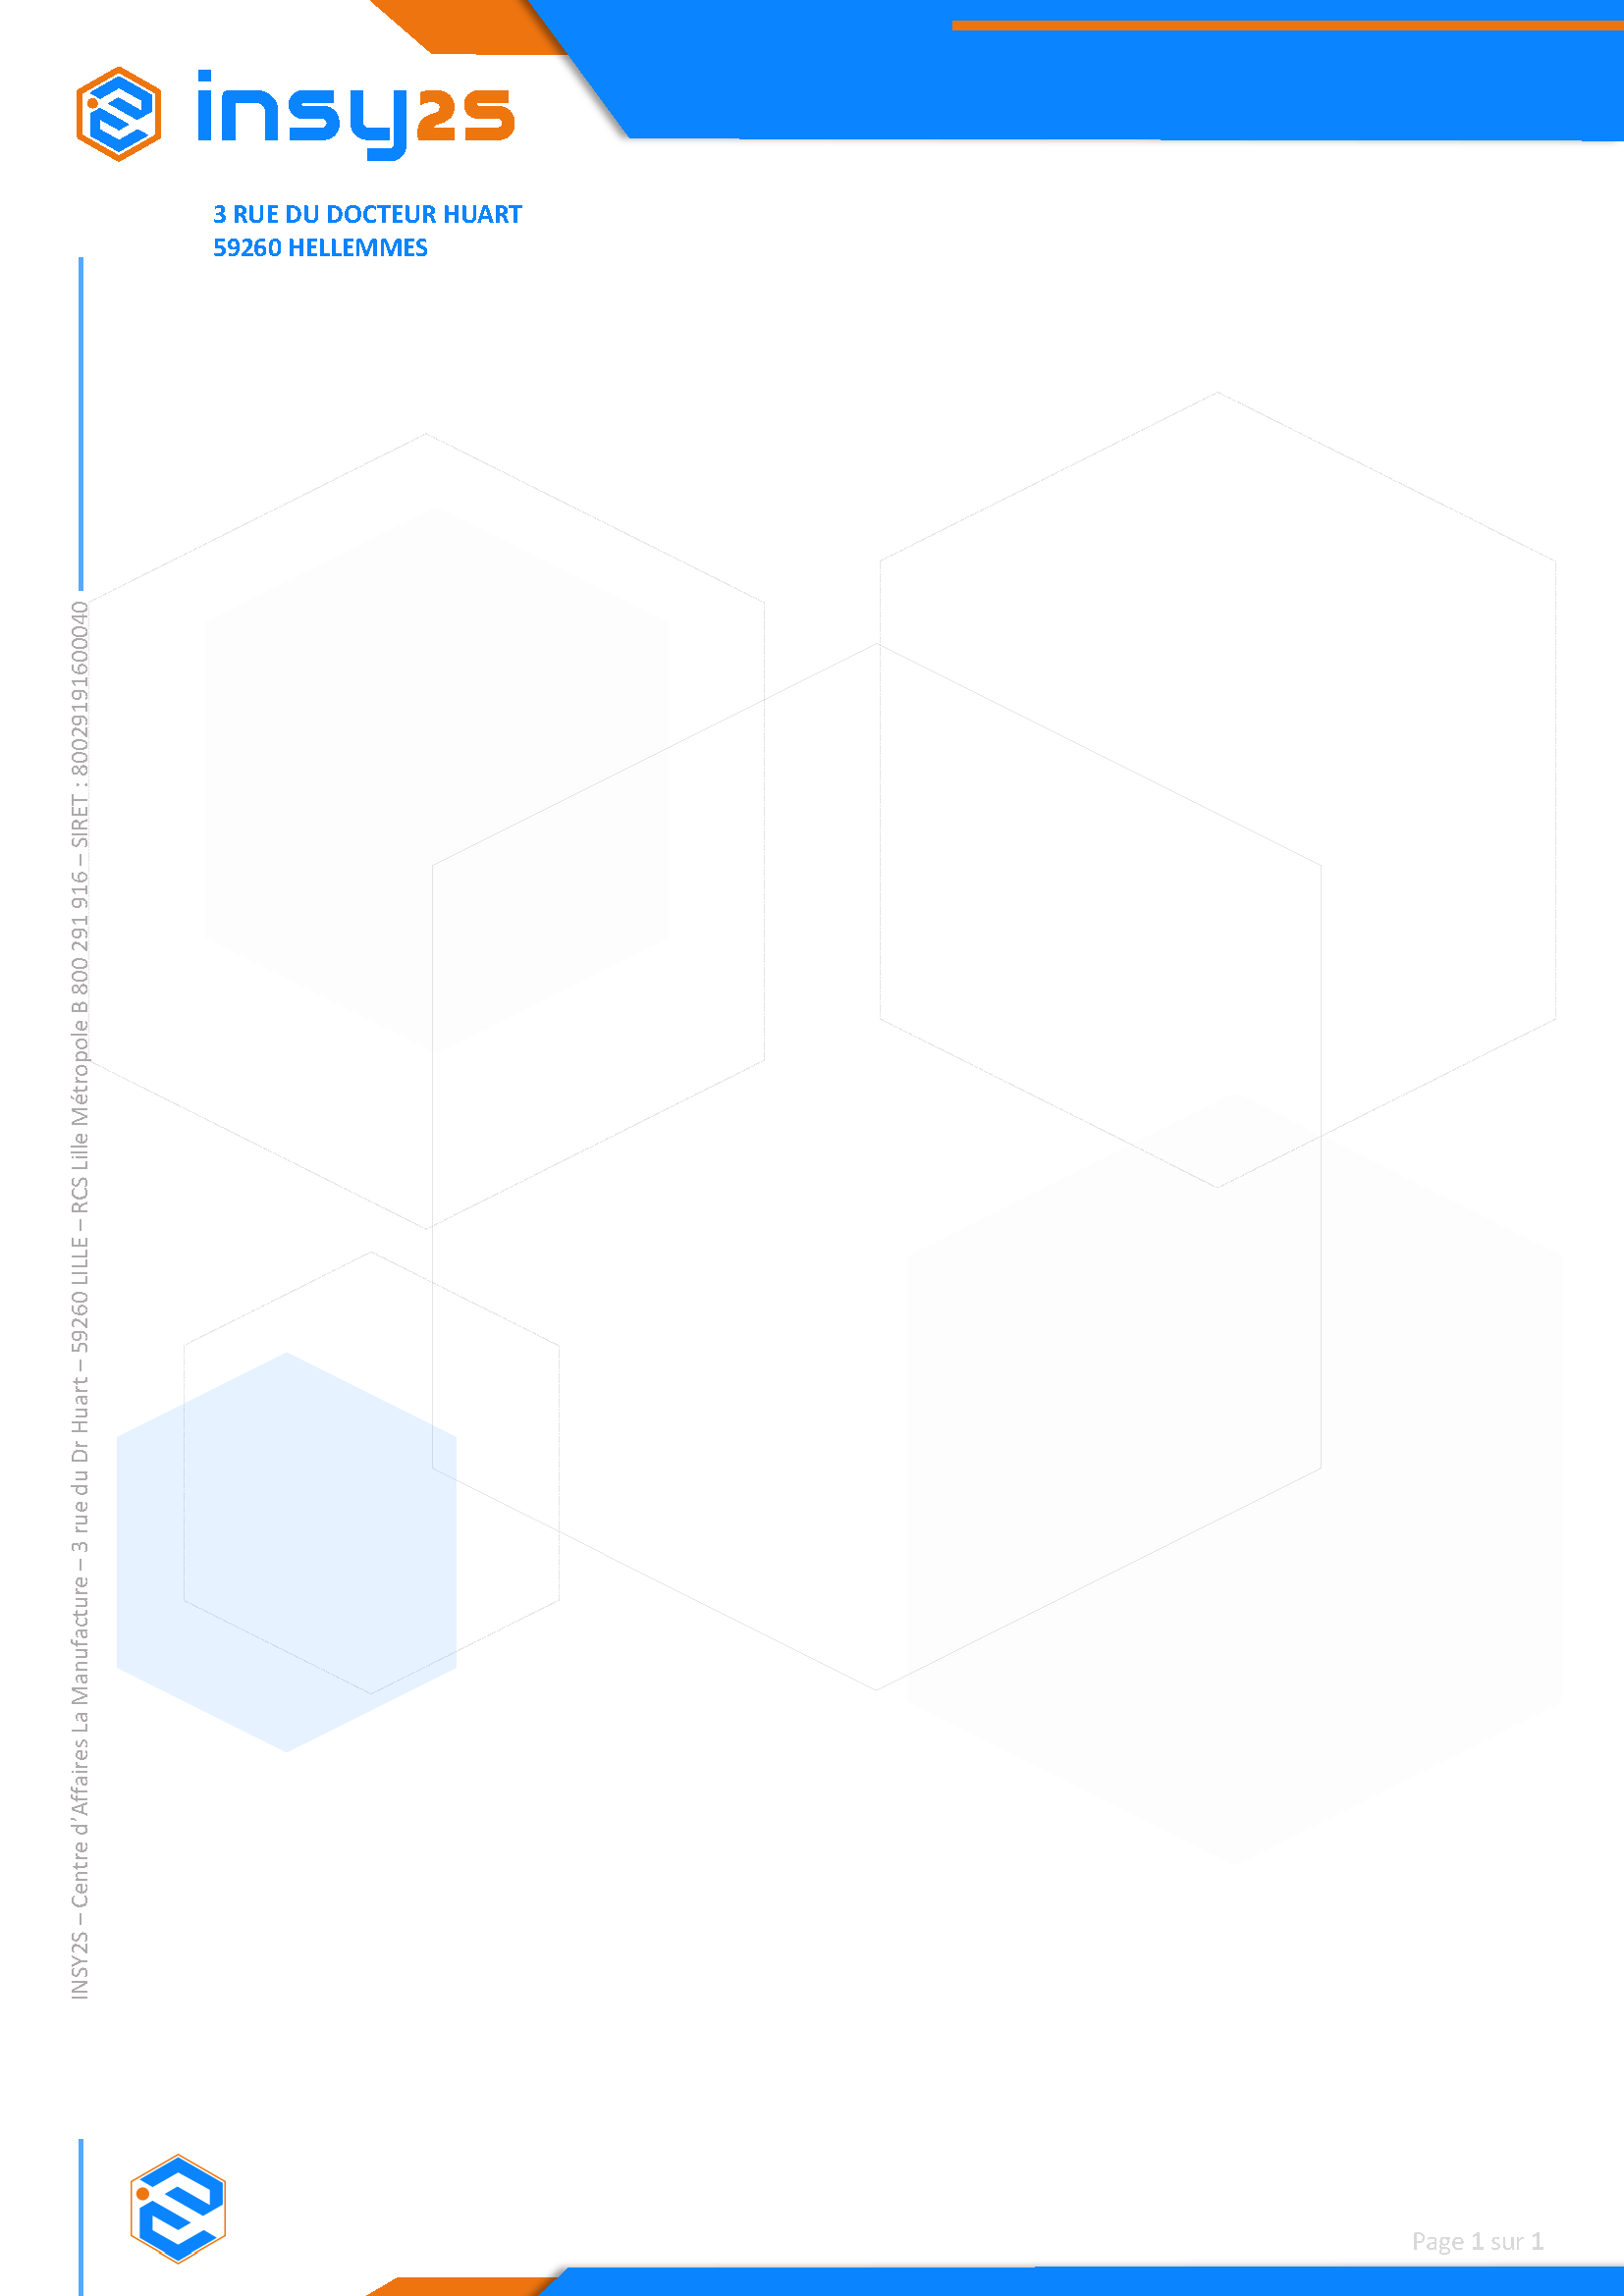 insy2s
3 RUE DU DOCTEUR HUART
59260 HELLEMMES
INSY2S – Centre d'Affaires La Manufacture – 3 rue du Dr Huart – 59260 LILLE – RCS Lille Métropole B 800 291 916 – SIRET : 80029191600040
Page 1 sur 1